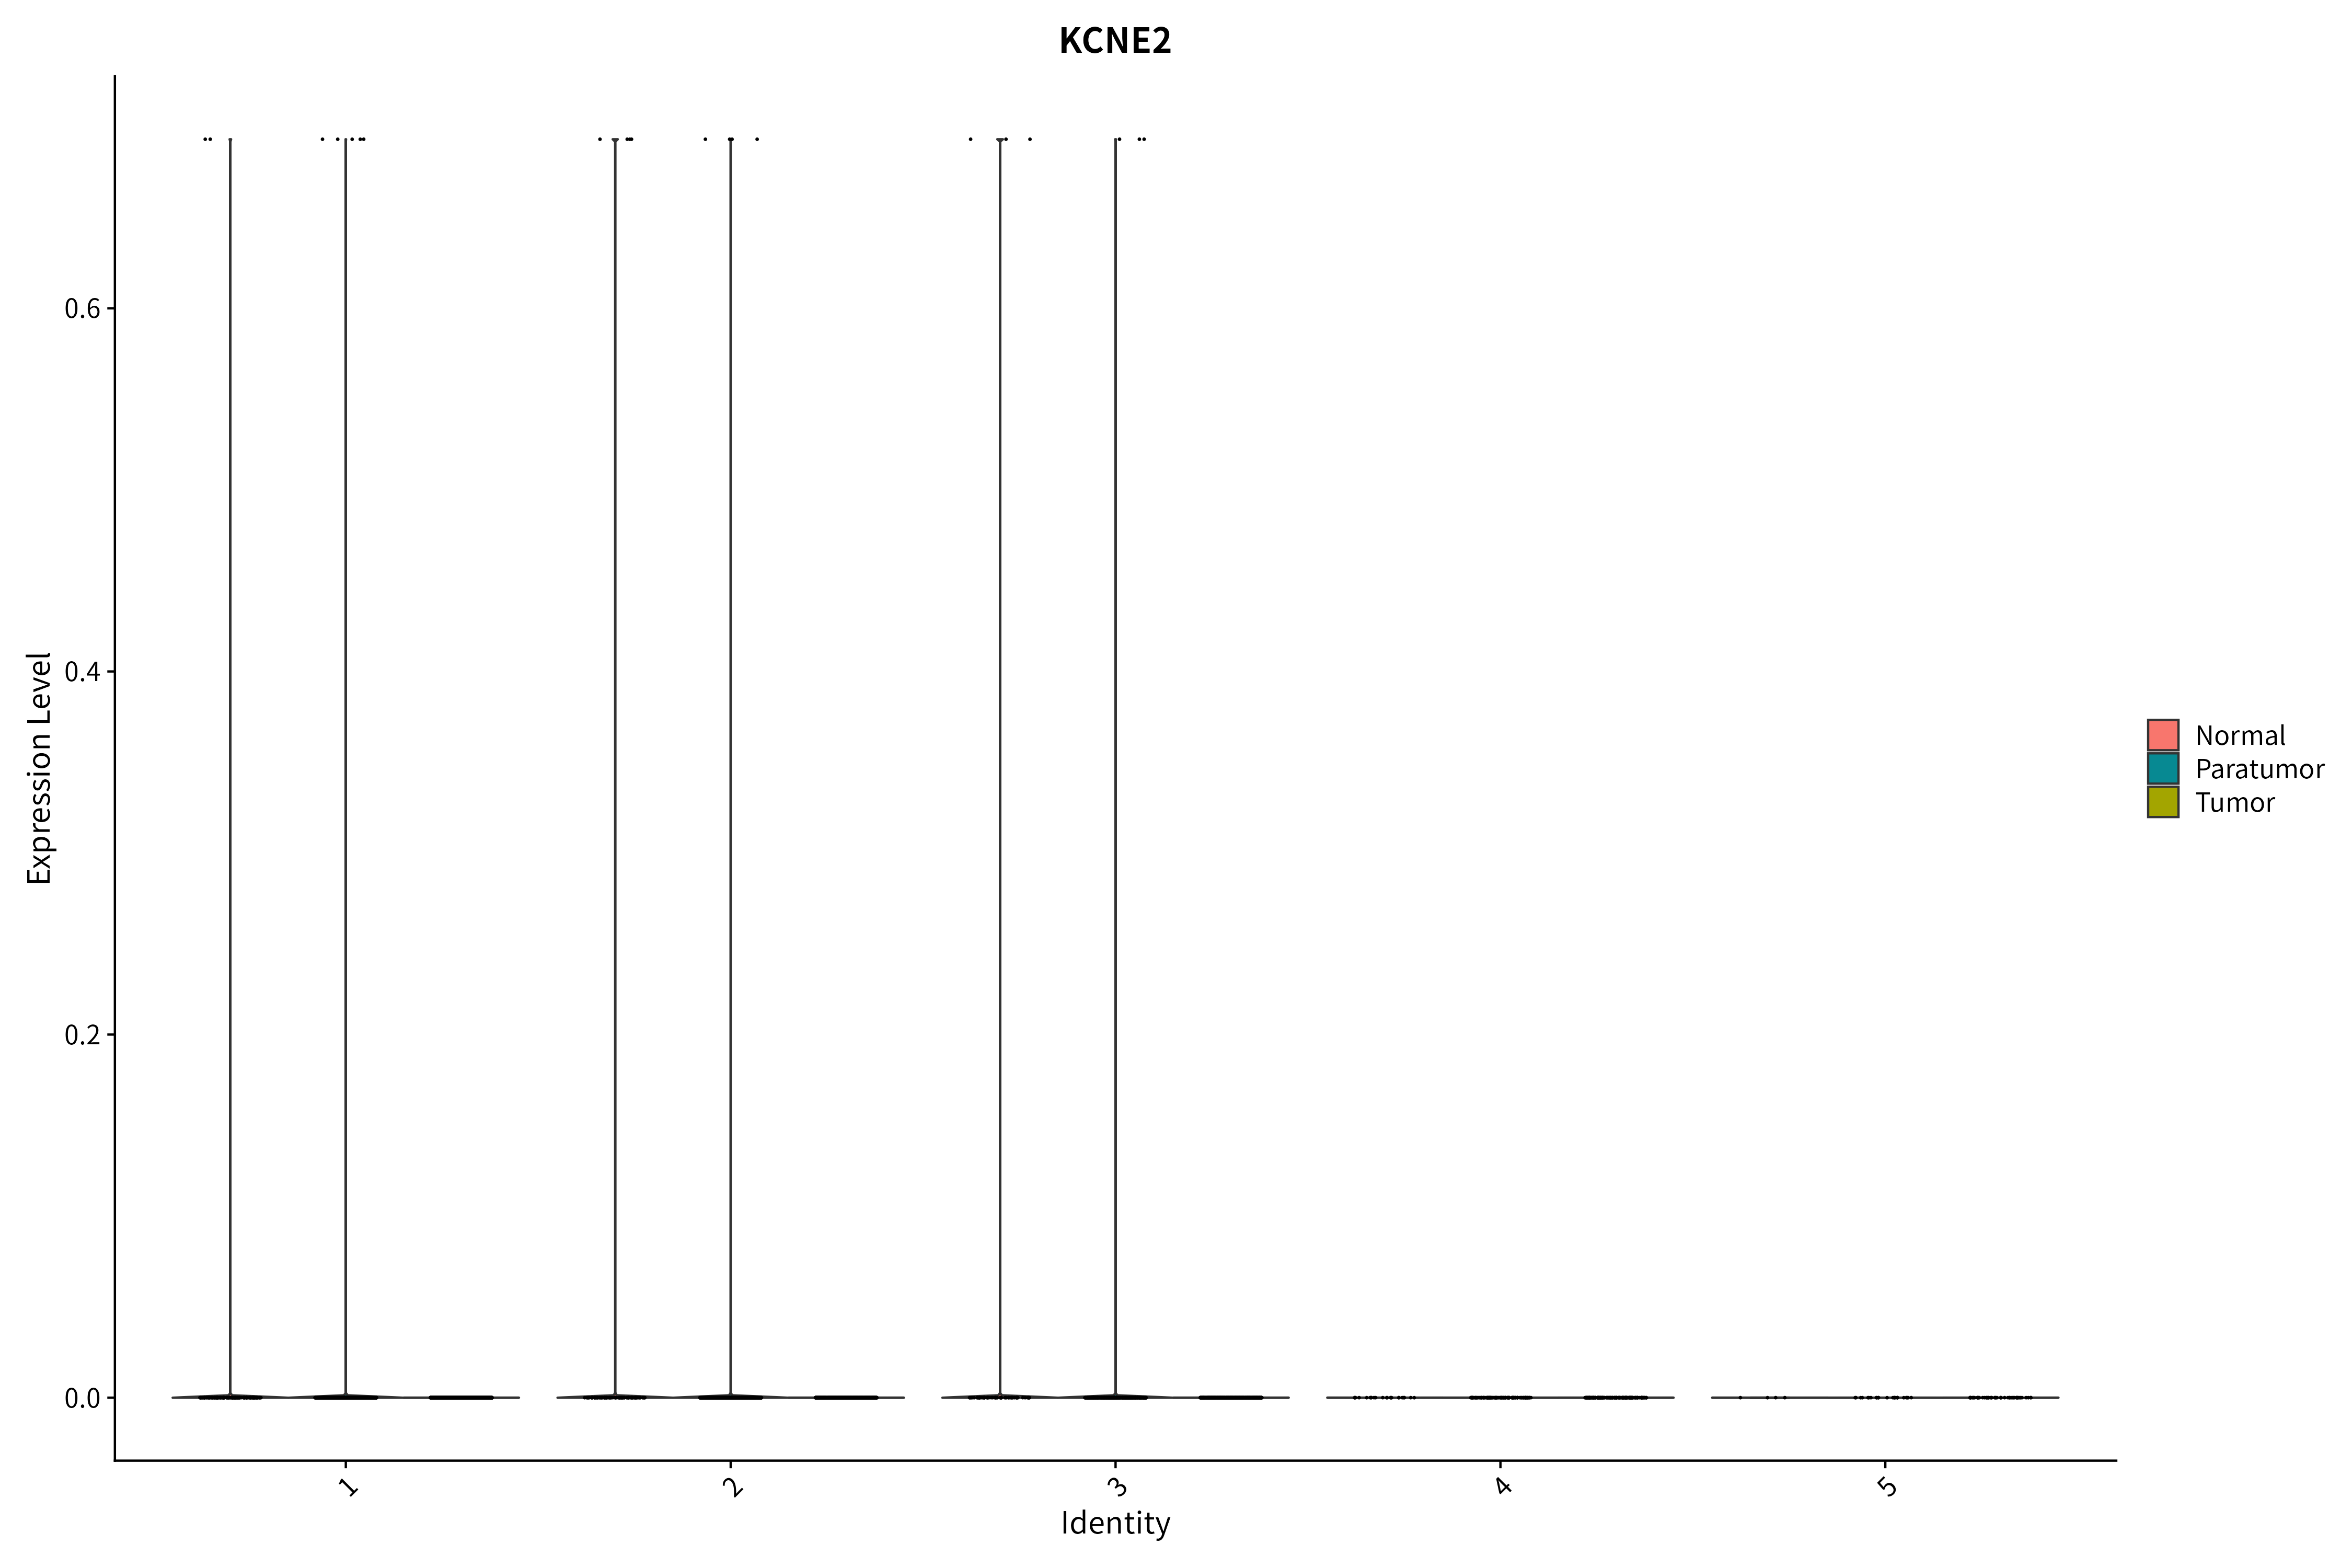 KCNE2
Expression Level
0.6
0.4
0.2
0.0
1
2
3
4
5
Identity
Normal
Paratumor
Tumor